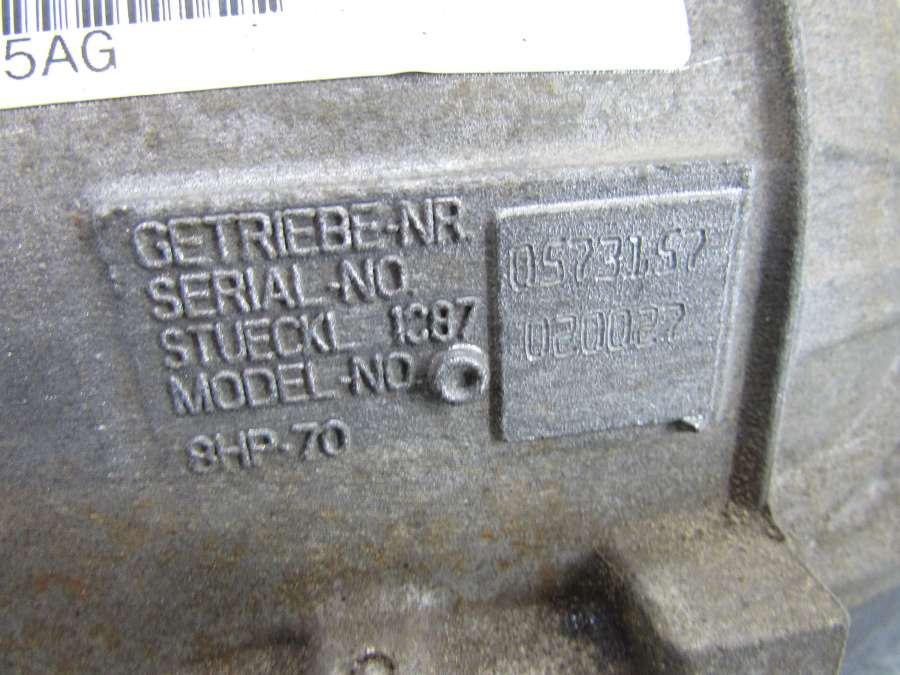 5AG
GETRIEBE-NR.
SERIAL-NO. 0573157
STUECKL 1087
MODEL-NO. 020027
8HP-70